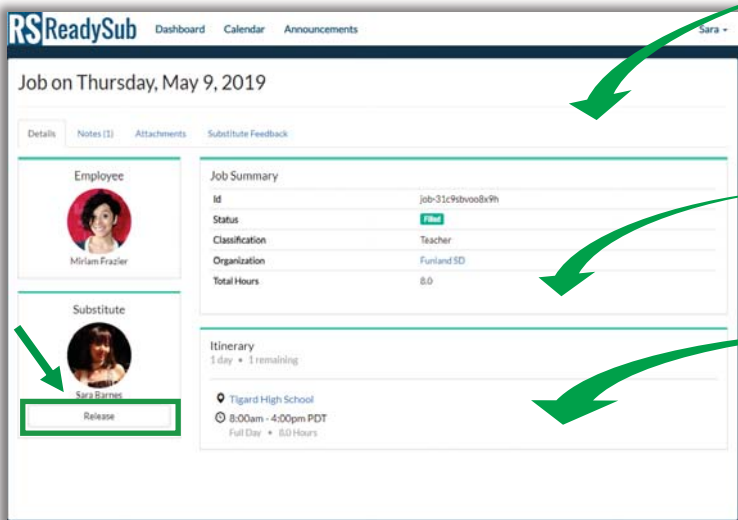 RS ReadySub Dashboard Calendar Announcements Sara
Job on Thursday, May 9, 2019
Details Notes (1) Attachments Substitute Feedback
Employee
Miriam Frazier
Job Summary
Id job-31c9sbvoo8x9h
Status Filled
Classification Teacher
Organization Funland SD
Total Hours 8.0
Substitute
Sara Barnes
Release
Itinerary
1 day • 1 remaining
Tigard High School
8:00am - 4:00pm PDT
Full Day • 8.0 Hours